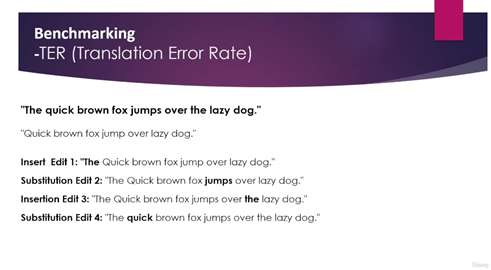 Benchmarking
-TER (Translation Error Rate)
"The quick brown fox jumps over the lazy dog."
"Quick brown fox jump over lazy dog."
Insert Edit 1: "The Quick brown fox jump over lazy dog."
Substitution Edit 2: "The Quick brown fox jumps over lazy dog."
Insertion Edit 3: "The Quick brown fox jumps over the lazy dog."
Substitution Edit 4: "The quick brown fox jumps over the lazy dog."
Udemy